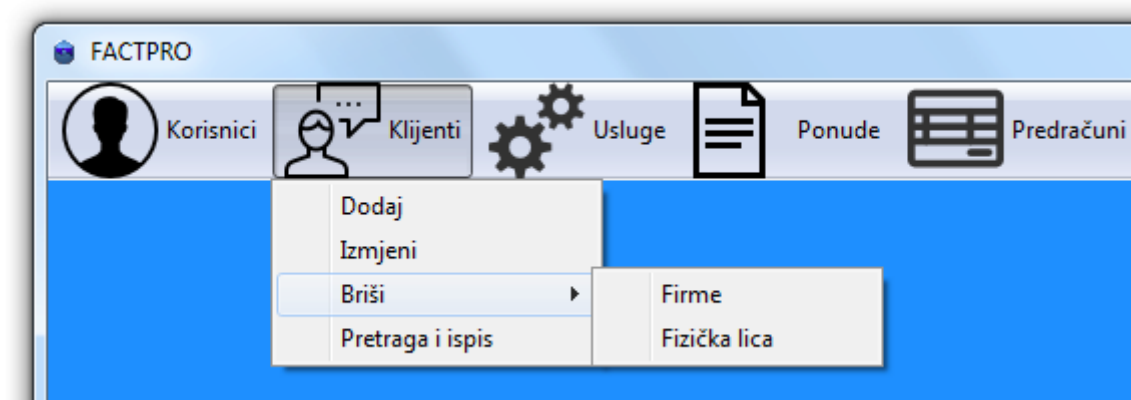 FACTPRO
Korisnici Klijenti Usluge Ponude Predračuni
Dodaj
Izmjeni
Briši
Pretraga i ispis
Firme
Fizička lica